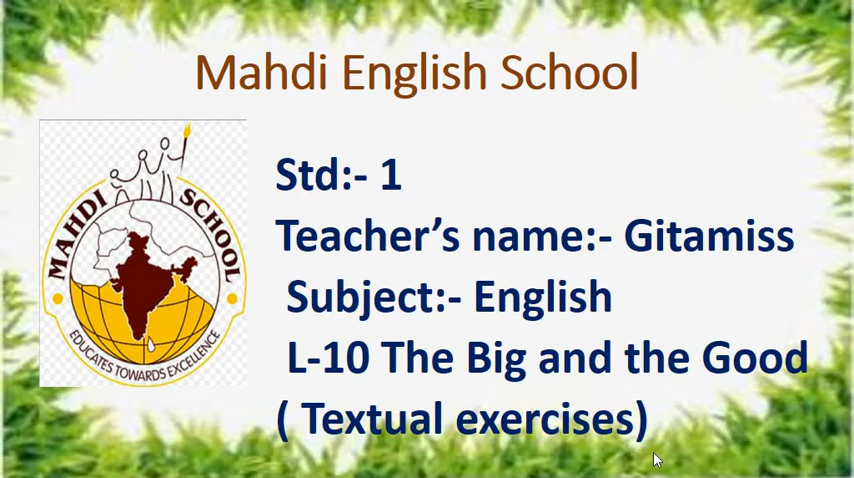 Mahdi English School
MAHDI SCHOOL
EDUCATES TOWARDS EXCELLENCE
Std:- 1
Teacher’s name:- Gitamiss
Subject:- English
L-10 The Big and the Good
( Textual exercises)